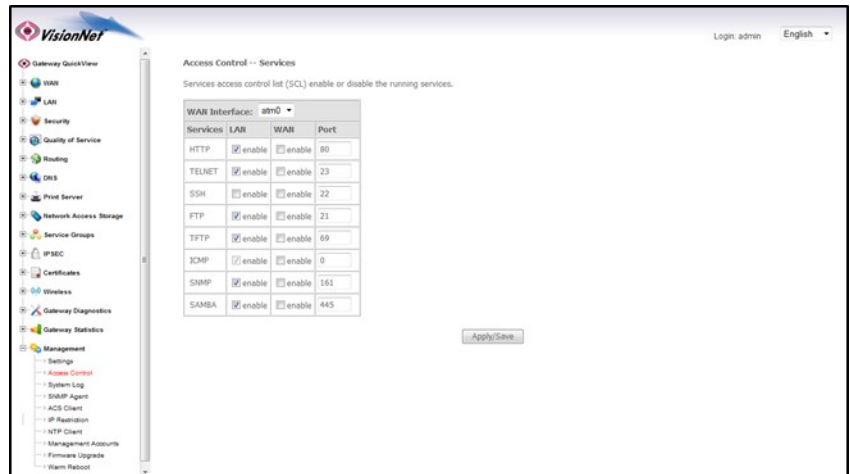 VisionNet
Login: admin English
Gateway QuickView
WAN
LAN
Security
Quality of Service
Routing
DNS
Print Server
Network Access Storage
Service Groups
IPSEC
Certificates
Wireless
Gateway Diagnostics
Gateway Statistics
Management
Settings
Access Control
System Log
SNMP Agent
ACS Client
IP Restriction
NTP Client
Management Accounts
Firmware Upgrade
Warm Reboot
Access Control -- Services
Services access control list (SCL) enable or disable the running services.
WAN Interface: atm0
Services LAN WAN Port
HTTP enable enable 80
TELNET enable enable 23
SSH enable enable 22
FTP enable enable 21
TFTP enable enable 69
ICMP enable enable 0
SNMP enable enable 161
SAMBA enable enable 445
Apply/Save